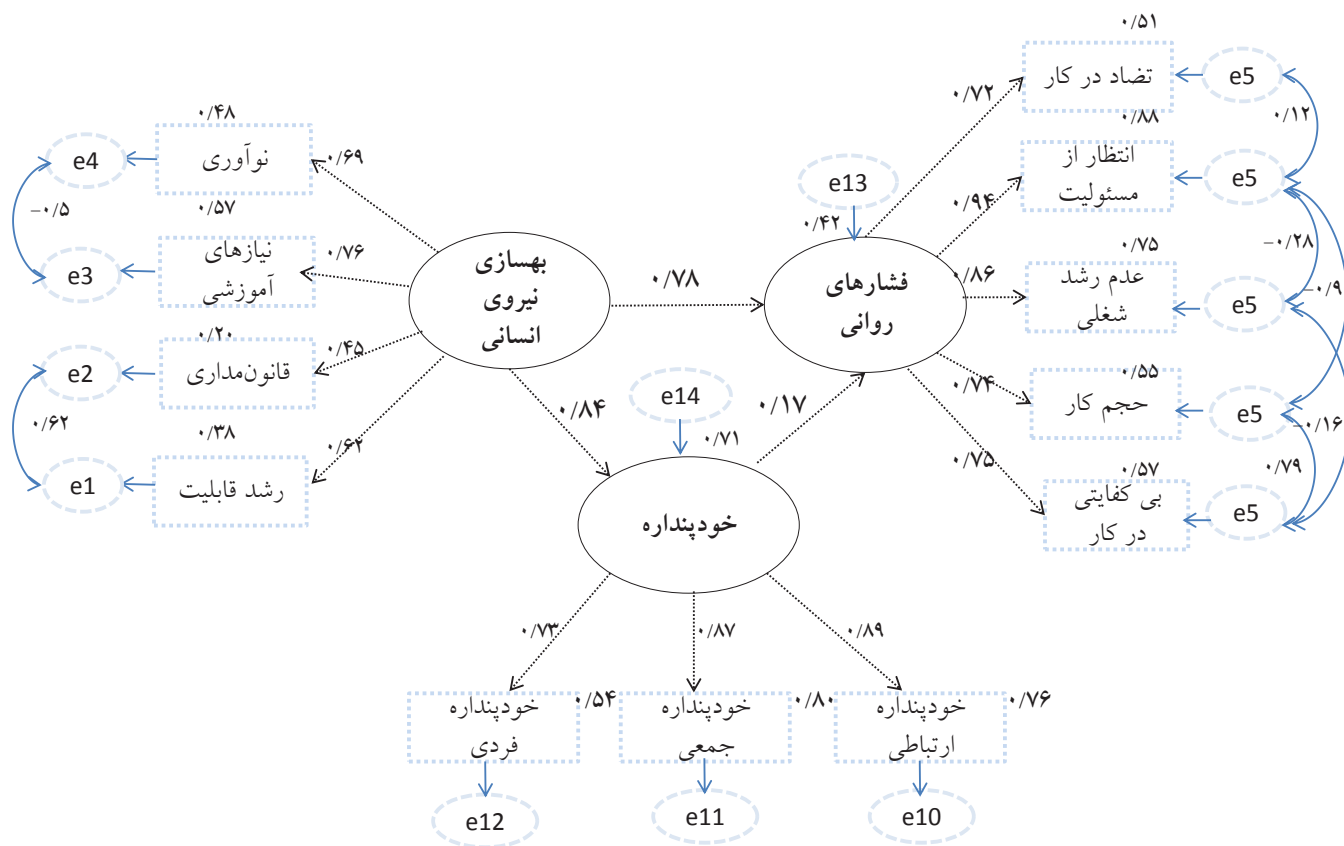 ۰/۵۱
تضاد در کار
e5
۰/۷۲
۰/۱۲
۰/۸۸
انتظار از
مسئولیت
e5
۰/۹۴
-۰/۲۸
-۰/۹
۰/۷۵
عدم رشد
شغلی
e5
۰/۸۶
۰/۵۵
حجم کار
e5
۰/۷۴
-۰/۱۶
۰/۷۹
۰/۵۷
بی کفایتی
در کار
e5
۰/۷۵
e13
۰/۴۲
فشارهای
روانی
۰/۷۸
بهسازی
نیروی
انسانی
۰/۴۸
نوآوری
e4
۰/۶۹
-۰/۵
۰/۵۷
نیازهای
آموزشی
e3
۰/۷۶
۰/۲۰
قانون‌مداری
e2
۰/۴۵
۰/۶۲
۰/۳۸
رشد قابلیت
e1
۰/۶۲
۰/۸۴
e14
۰/۷۱
۰/۱۷
خودپنداره
۰/۷۳
۰/۸۷
۰/۸۹
۰/۷۶
خودپنداره
ارتباطی
۰/۸۰
خودپنداره
جمعی
۰/۵۴
خودپنداره
فردی
e10
e11
e12